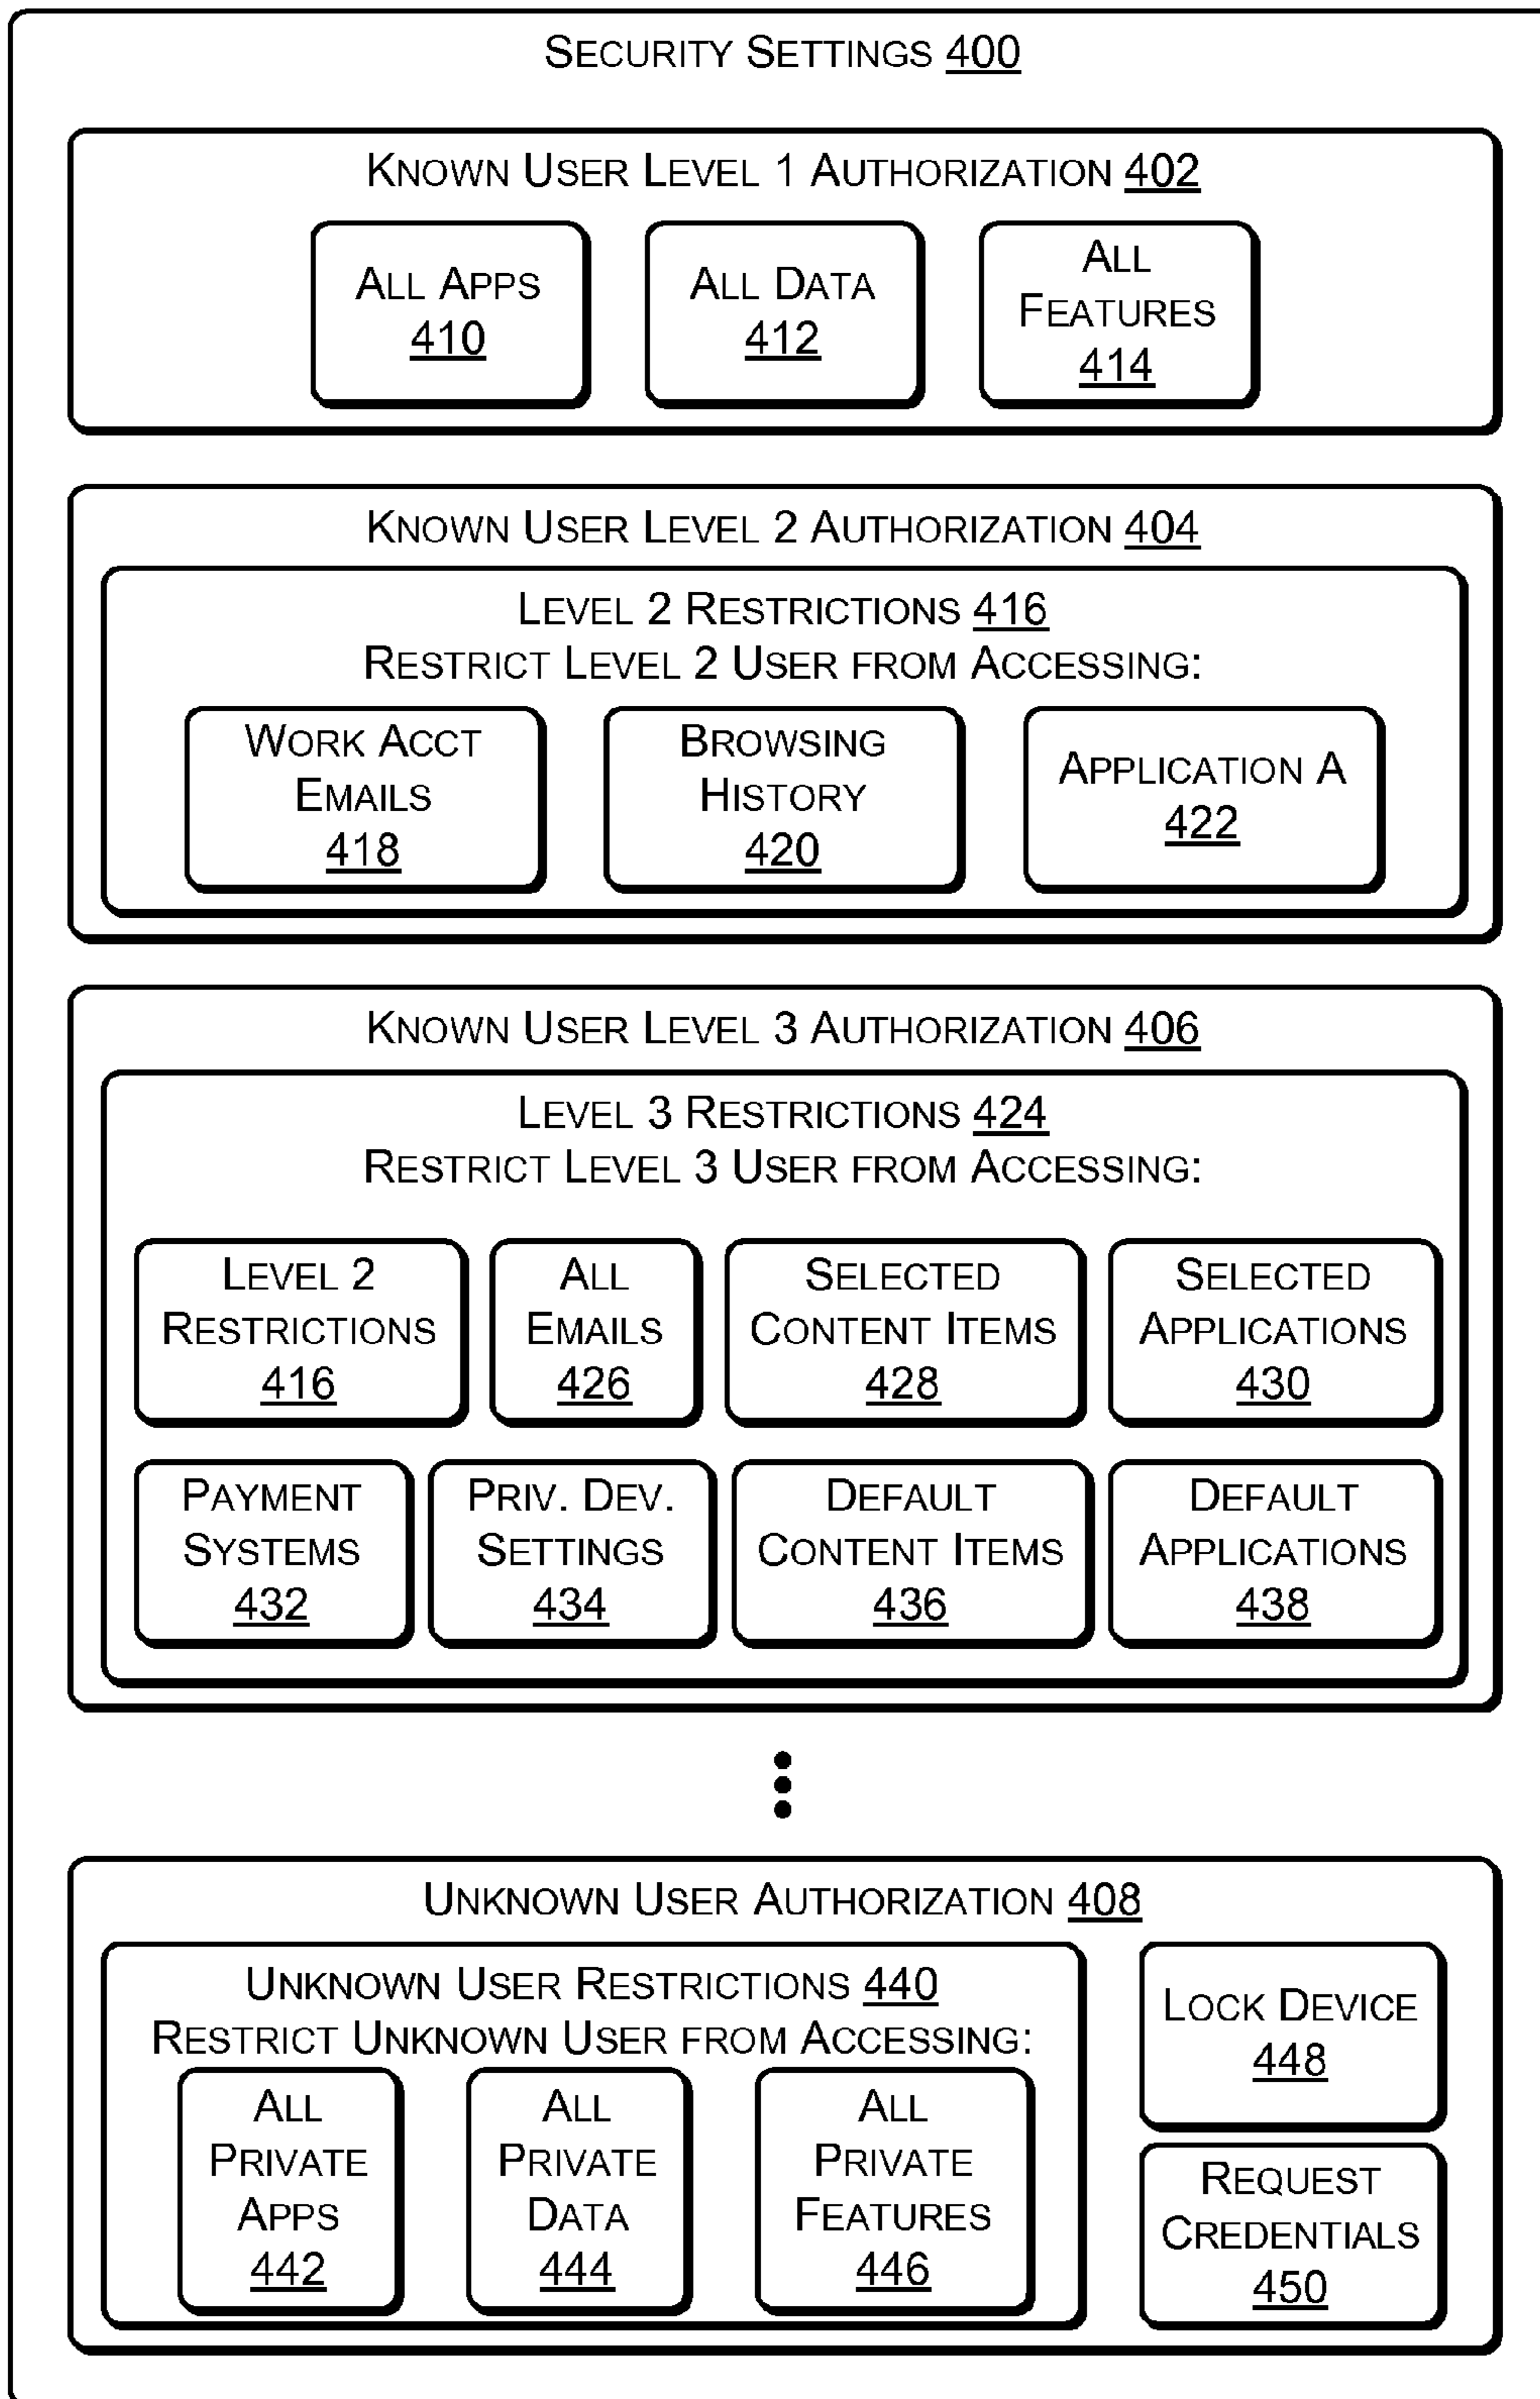 SECURITY SETTINGS 400
KNOWN USER LEVEL 1 AUTHORIZATION 402
ALL APPS
410
ALL DATA
412
ALL
FEATURES
414
KNOWN USER LEVEL 2 AUTHORIZATION 404
LEVEL 2 RESTRICTIONS 416
RESTRICT LEVEL 2 USER FROM ACCESSING:
WORK ACCT
EMAILS
418
BROWSING
HISTORY
420
APPLICATION A
422
KNOWN USER LEVEL 3 AUTHORIZATION 406
LEVEL 3 RESTRICTIONS 424
RESTRICT LEVEL 3 USER FROM ACCESSING:
LEVEL 2
RESTRICTIONS
416
ALL
EMAILS
426
SELECTED
CONTENT ITEMS
428
SELECTED
APPLICATIONS
430
PAYMENT
SYSTEMS
432
PRIV. DEV.
SETTINGS
434
DEFAULT
CONTENT ITEMS
436
DEFAULT
APPLICATIONS
438
UNKNOWN USER AUTHORIZATION 408
UNKNOWN USER RESTRICTIONS 440
RESTRICT UNKNOWN USER FROM ACCESSING:
ALL
PRIVATE
APPS
442
ALL
PRIVATE
DATA
444
ALL
PRIVATE
FEATURES
446
LOCK DEVICE
448
REQUEST
CREDENTIALS
450